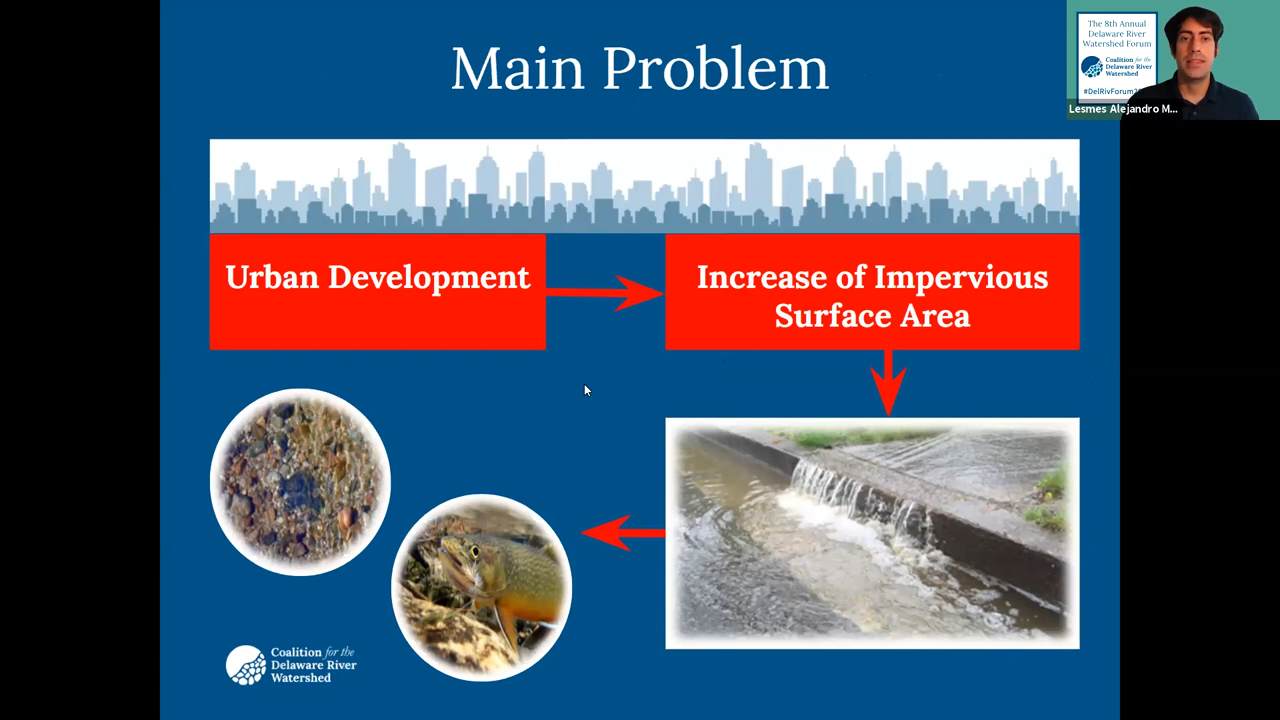 Main Problem
The 8th Annual
Delaware River
Watershed Forum
Coalition for the
Delaware River
Watershed
Lesmes Alejandro M...
Urban Development
Increase of Impervious
Surface Area
Coalition for the
Delaware River
Watershed